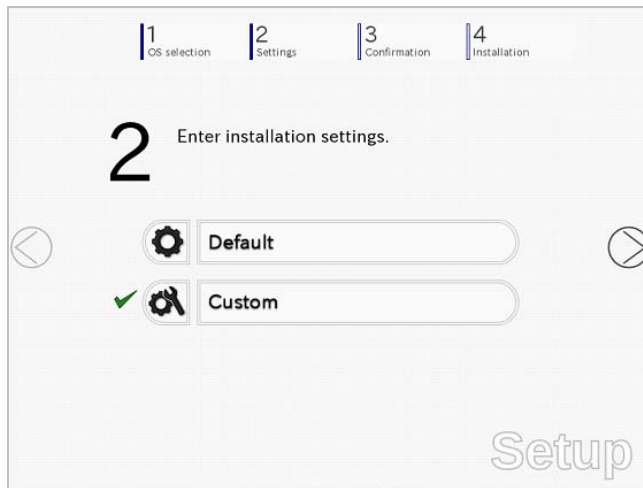 1
OS selection
2
Settings
3
Confirmation
4
Installation
2
Enter installation settings.
Default
Custom
Setup